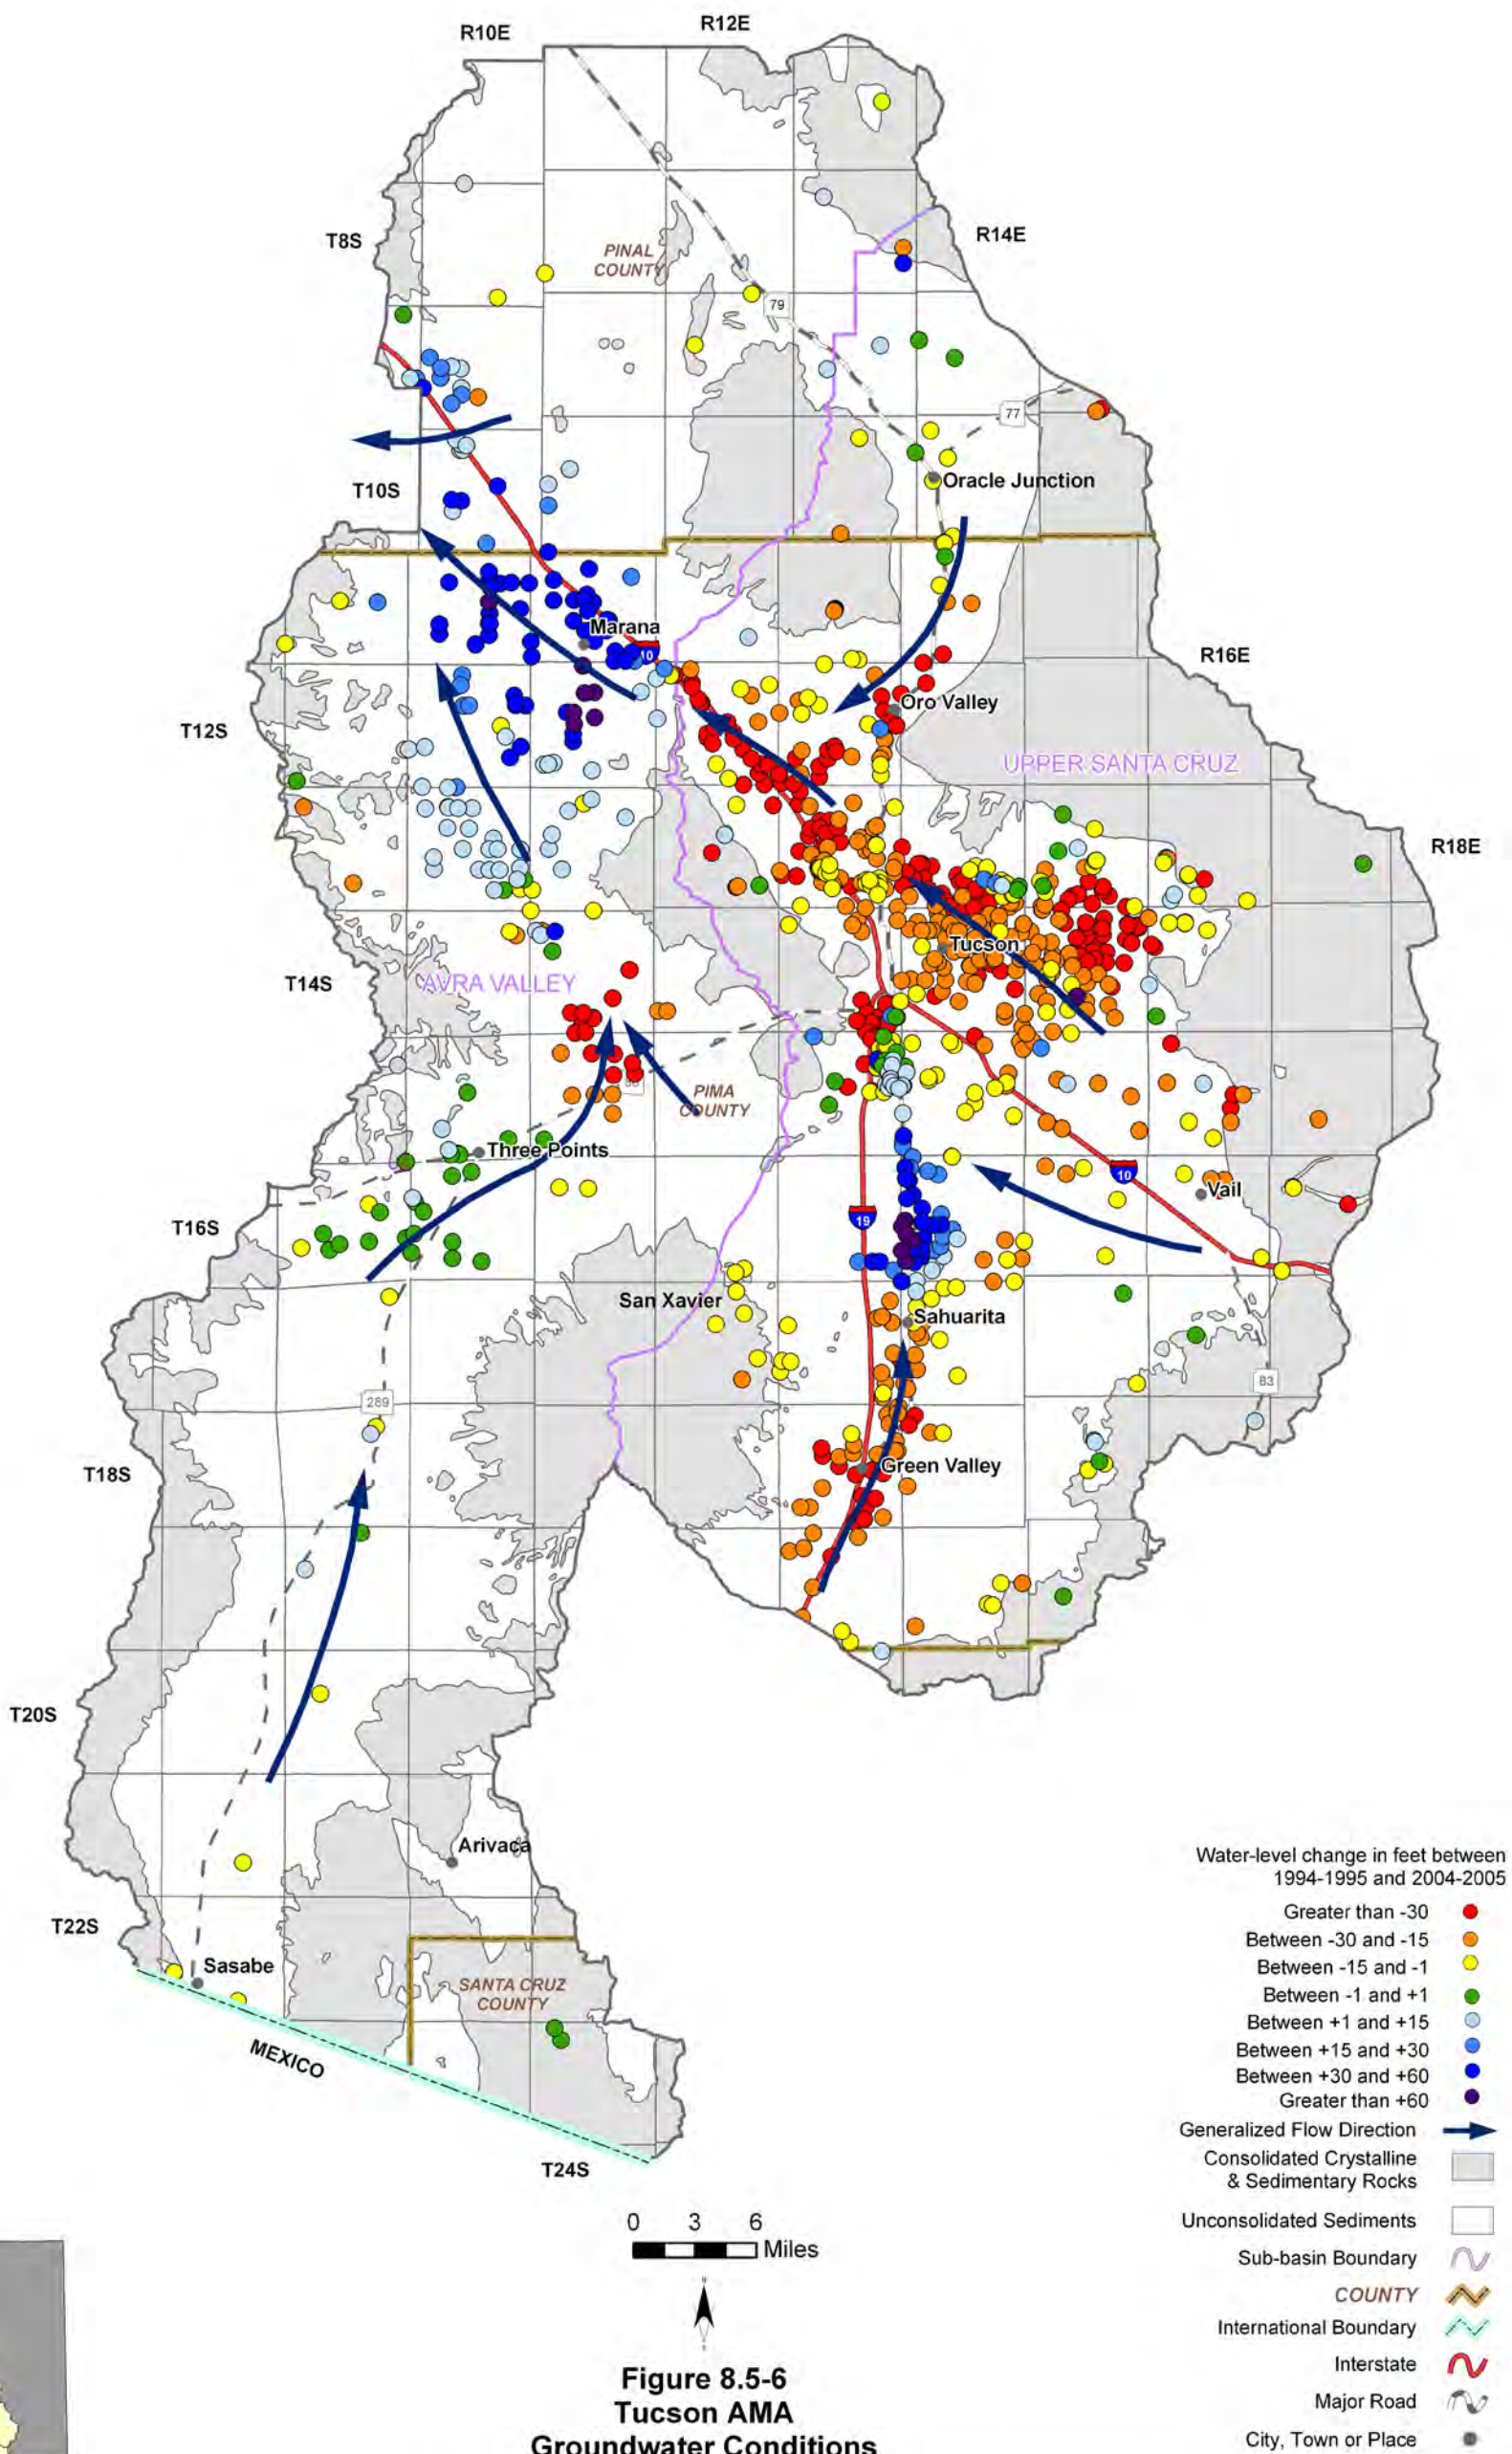 R10E
R12E
T8S
PINAL
COUNTY
R14E
79
77
T10S
Oracle Junction
Marana
10
R16E
T12S
Oro Valley
UPPER SANTA CRUZ
R18E
Tucson
T14S
AVRA VALLEY
86
PIMA
COUNTY
Three Points
10
Vail
T16S
19
San Xavier
Sahuarita
289
83
T18S
Green Valley
T20S
Arivaca
T22S
Sasabe
SANTA CRUZ
COUNTY
MEXICO
T24S
0 3 6
Miles
Figure 8.5-6
Tucson AMA
Groundwater Conditions
Water-level change in feet between
1994-1995 and 2004-2005
Greater than -30
Between -30 and -15
Between -15 and -1
Between -1 and +1
Between +1 and +15
Between +15 and +30
Between +30 and +60
Greater than +60
Generalized Flow Direction
Consolidated Crystalline
& Sedimentary Rocks
Unconsolidated Sediments
Sub-basin Boundary
COUNTY
International Boundary
Interstate
Major Road
City, Town or Place